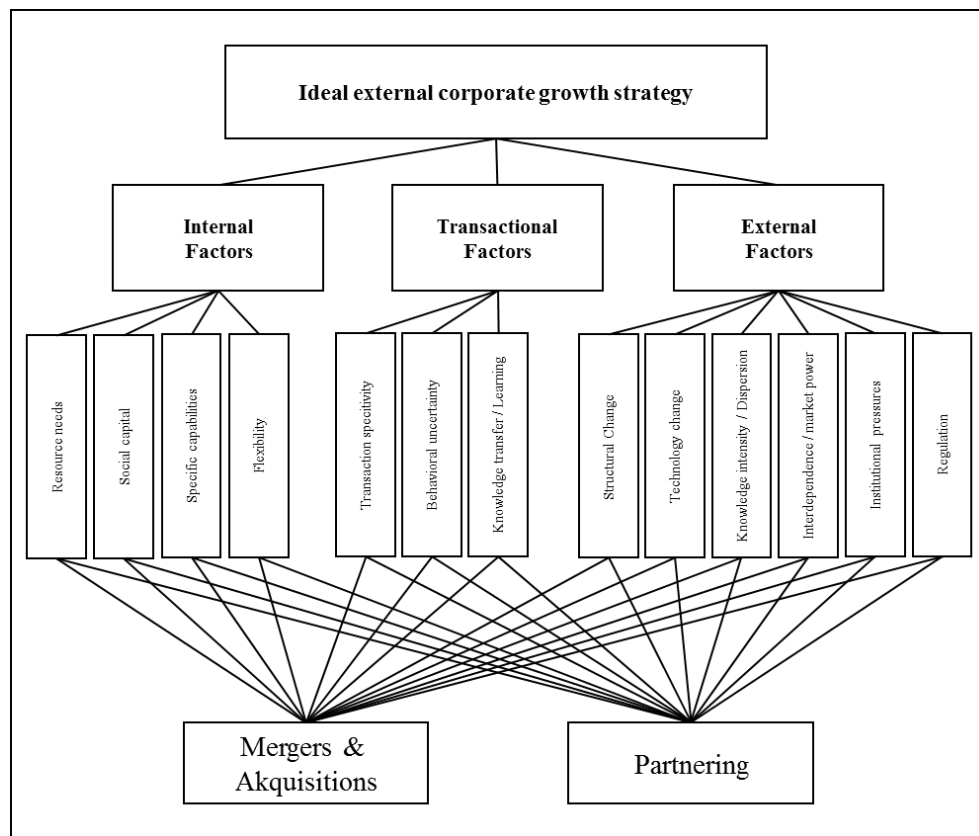 Ideal external corporate growth strategy
Internal
Factors
Transactional
Factors
External
Factors
Resource needs
Social capital
Specific capabilities
Flexibility
Transaction specitivity
Behavioral uncertainty
Knowledge transfer / Learning
Structural Change
Technology change
Knowledge intensity / Dispersion
Interdependence / market power
Institutional pressures
Regulation
Mergers &
Akquisitions
Partnering